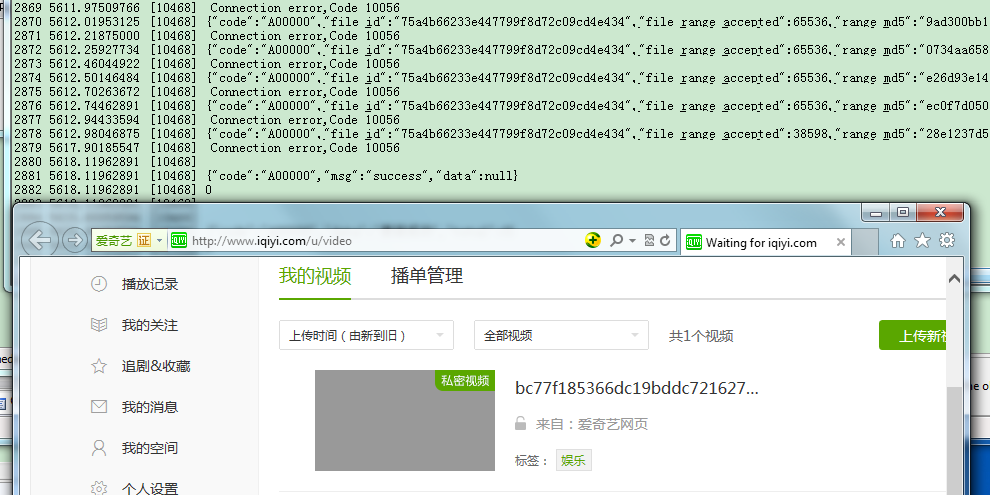 2869 5611.97509766 [10468] Connection error,Code 10056
2870 5612.01953125 [10468] {"code":"A00000","file_id":"75a4b66233e447799f8d72c09cd4e434","file_range_accepted":65536,"range_md5":"9ad300bb1
2871 5612.21875000 [10468] Connection error,Code 10056
2872 5612.25927734 [10468] {"code":"A00000","file_id":"75a4b66233e447799f8d72c09cd4e434","file_range_accepted":65536,"range_md5":"0734aa658
2873 5612.46044922 [10468] Connection error,Code 10056
2874 5612.50146484 [10468] {"code":"A00000","file_id":"75a4b66233e447799f8d72c09cd4e434","file_range_accepted":65536,"range_md5":"e26d93e14
2875 5612.70263672 [10468] Connection error,Code 10056
2876 5612.74462891 [10468] {"code":"A00000","file_id":"75a4b66233e447799f8d72c09cd4e434","file_range_accepted":65536,"range_md5":"ec0f7d050
2877 5612.94433594 [10468] Connection error,Code 10056
2878 5612.98046875 [10468] {"code":"A00000","file_id":"75a4b66233e447799f8d72c09cd4e434","file_range_accepted":38598,"range_md5":"28e1237d5
2879 5617.90185547 [10468] Connection error,Code 10056
2880 5618.11962891 [10468]
2881 5618.11962891 [10468] {"code":"A00000","msg":"success","data":null}
2882 5618.11962891 [10468] 0
爱奇艺 证 http://www.iqiyi.com/u/video Waiting for iqiyi.com
我的视频 播单管理
播放记录
我的关注
追剧&收藏
我的消息
我的空间
个人设置
上传时间（由新到旧） 全部视频 共1个视频 上传新
私密视频
bc77f185366dc19bddc721627...
来自：爱奇艺网页
标签： 娱乐